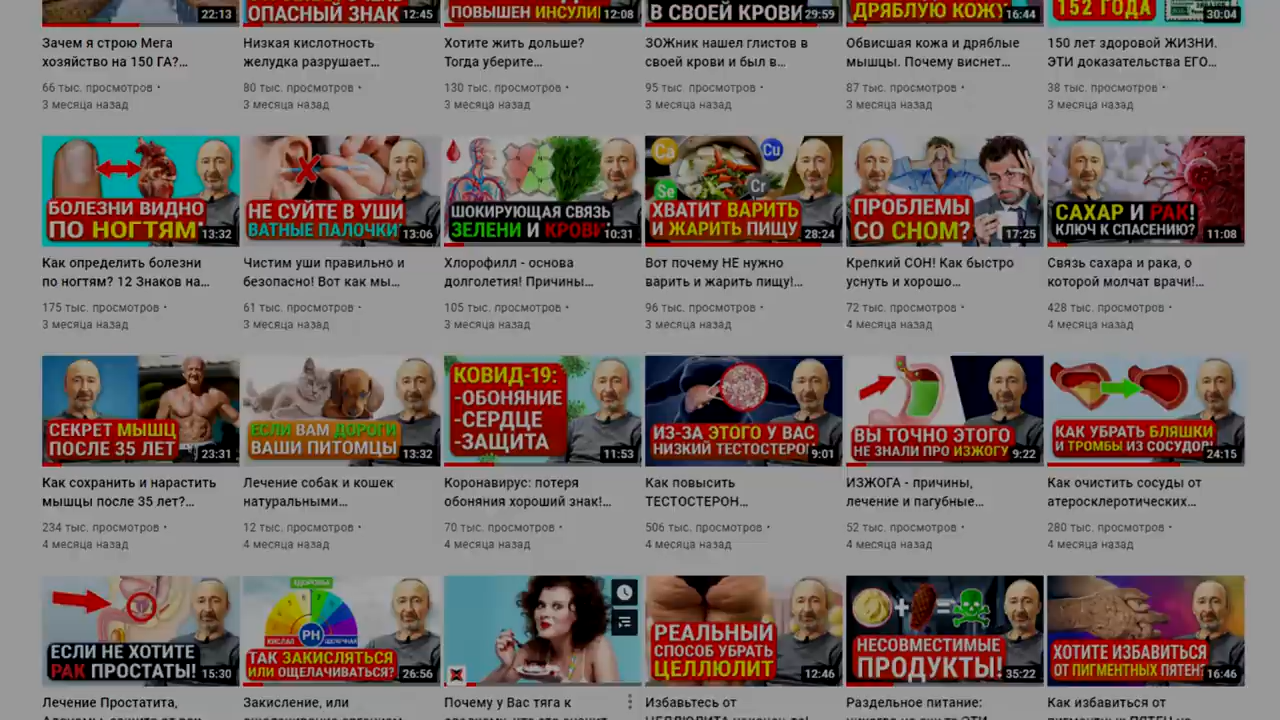 22:13
ОПАСНЫЙ ЗНАК
12:45
ПОВЫШЕН ИНСУЛИ
12:08
В СВОЕЙ КРОВИ
29:59
ДРЯБЛУЮ КОЖУ
16:44
152 ГОДА
30:04
Зачем я строю Мега
хозяйство на 150 ГА?...
66 тыс. просмотров •
3 месяца назад
Низкая кислотность
желудка разрушает...
80 тыс. просмотров •
3 месяца назад
Хотите жить дольше?
Тогда уберите...
130 тыс. просмотров •
3 месяца назад
ЗОЖник нашел глистов в
своей крови и был в...
95 тыс. просмотров •
3 месяца назад
Обвисшая кожа и дряблые
мышцы. Почему виснет...
87 тыс. просмотров •
3 месяца назад
150 лет здоровой ЖИЗНИ.
ЭТИ доказательства ЕГО...
38 тыс. просмотров •
3 месяца назад
БОЛЕЗНИ ВИДНО
ПО НОГТЯМ
13:32
НЕ СУЙТЕ В УШИ
ВАТНЫЕ ПАЛОЧКИ
13:06
ШОКИРУЮЩАЯ СВЯЗЬ
ЗЕЛЕНИ И КРОВИ
10:31
Ca
Cu
Se
Cr
ХВАТИТ ВАРИТЬ
И ЖАРИТЬ ПИЩУ
28:24
ПРОБЛЕМЫ
СО СНОМ?
17:25
САХАР И РАК!
КЛЮЧ К СПАСЕНИЮ?
11:08
Как определить болезни
по ногтям? 12 Знаков на...
175 тыс. просмотров •
3 месяца назад
Чистим уши правильно и
безопасно! Вот как мы...
61 тыс. просмотров •
3 месяца назад
Хлорофилл - основа
долголетия! Причины...
105 тыс. просмотров •
3 месяца назад
Вот почему НЕ нужно
варить и жарить пищу!...
96 тыс. просмотров •
3 месяца назад
Крепкий СОН! Как быстро
уснуть и хорошо...
72 тыс. просмотров •
4 месяца назад
Связь сахара и рака, о
которой молчат врачи!...
428 тыс. просмотров •
4 месяца назад
СЕКРЕТ МЫШЦ
ПОСЛЕ 35 ЛЕТ
23:31
ЕСЛИ ВАМ ДОРОГИ
ВАШИ ПИТОМЦЫ
13:32
КОВИД-19:
-ОБОНЯНИЕ
-СЕРДЦЕ
-ЗАЩИТА
11:53
ИЗ-ЗА ЭТОГО У ВАС
НИЗКИЙ ТЕСТОСТЕРО
9:01
ВЫ ТОЧНО ЭТОГО
НЕ ЗНАЛИ ПРО ИЗЖОГУ
9:22
КАК УБРАТЬ БЛЯШКИ
И ТРОМБЫ ИЗ СОСУДОВ
24:15
Как сохранить и нарастить
мышцы после 35 лет?...
234 тыс. просмотров •
4 месяца назад
Лечение собак и кошек
натуральными...
12 тыс. просмотров •
4 месяца назад
Коронавирус: потеря
обоняния хороший знак!...
70 тыс. просмотров •
4 месяца назад
Как повысить
ТЕСТОСТЕРОН...
506 тыс. просмотров •
4 месяца назад
ИЗЖОГА - причины,
лечение и пагубные...
52 тыс. просмотров •
4 месяца назад
Как очистить сосуды от
атеросклеротических...
280 тыс. просмотров •
4 месяца назад
ЕСЛИ НЕ ХОТИТЕ
РАК ПРОСТАТЫ!
15:30
ЗДОРОВЬЕ
КИСЛАЯ
PH
ЩЕЛОЧНАЯ
ТАК ЗАКИСЛЯТЬСЯ
ИЛИ ОЩЕЛАЧИВАТЬСЯ?
26:56
РЕАЛЬНЫЙ
СПОСОБ УБРАТЬ
ЦЕЛЛЮЛИТ
12:46
НЕСОВМЕСТИМЫЕ
ПРОДУКТЫ!
35:22
ХОТИТЕ ИЗБАВИТЬСЯ
ОТ ПИГМЕНТНЫХ ПЯТЕН
16:46
Лечение Простатита,
Закисление, или
Почему у Вас тяга к
Избавьтесь от
Раздельное питание:
Как избавиться от